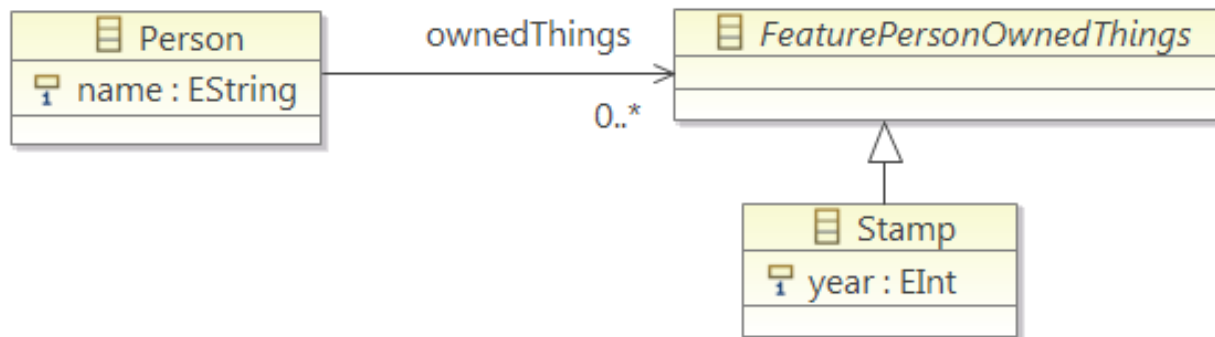 Person
name : EString
ownedThings
0..*
FeaturePersonOwnedThings
Stamp
year : EInt